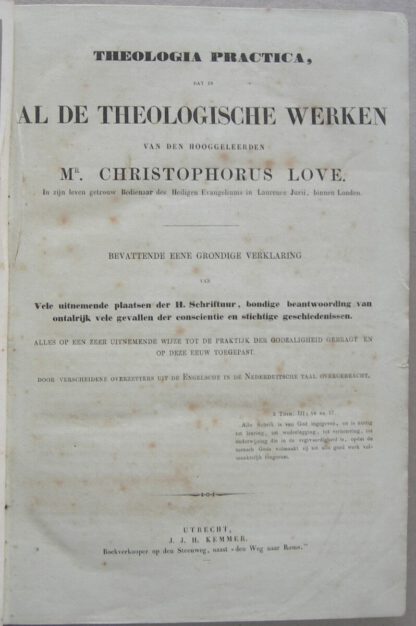 THEOLOGIA PRACTICA,
DAT IS
AL DE THEOLOGISCHE WERKEN
VAN DEN HOOGGELEERDEN
MR. CHRISTOPHORUS LOVE.
In zijn leven getrouw Bedienaar des Heiligen Evangeliums in Laurence Jurii, binnen Londen.
BEVATTENDE EENE GRONDIGE VERKLARING
VAN
Vele uitnemende plaatsen der H. Schriftuur, bondige beantwoording van
ontalrijk vele gevallen der conscientie en stichtige geschiedenissen.
ALLES OP EEN ZEER UITNEMENDE WIJZE TOT DE PRAKTIJK DER GODZALIGHEID GEBRAGT EN
OP DEZE EEUW TOEGEPAST
DOOR VERSCHEIDENE OVERZETTERS UIT DE ENGELSCHE IN DE NEDERDUITSCHE TAAL OVERGEBRACHT.
2 TIMH. III; 16 en 17.
Alle Schrift is van God ingegeven, en is nuttig
tot leering, tot wederlegging, tot verbetering, tot
onderwijzing die in de regtvaardigheid is, opdat de
mensch Gods volmaakt zij tot alle goed werk vol-
maaktelijk toegerust.
UTRECHT,
J. J. H. KEMMER.
Boekverkooper op den Steenweg, naast «den Weg naar Rome."